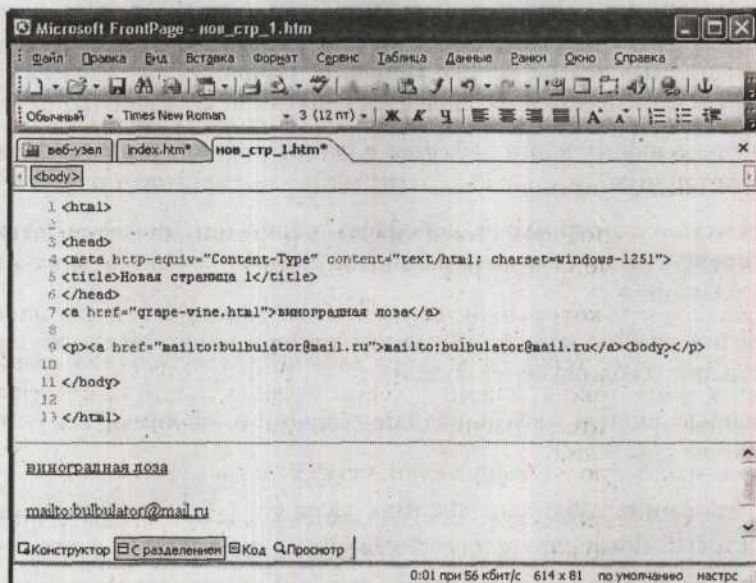 Microsoft FrontPage - нов_стр_1.htm
Файл Правка Вид Вставка Формат Сервис Таблица Данные Рамки Окно Справка
Обычный Times New Roman 3 (12 пт) Ж К Ч A A
веб-узел index.htm* нов_стр_1.htm*
<body>
1 <html>
2
3 <head>
4 <meta http-equiv="Content-Type" content="text/html; charset=windows-1251">
5 <title>Новая страница 1</title>
6 </head>
7 <a href="grape-vine.html">виноградная лоза</a>
8
9 <p><a href="mailto:bulbulator@mail.ru">mailto:bulbulator@mail.ru</a><body></p>
10
11 </body>
12
13 </html>
виноградная лоза
mailto:bulbulator@mail.ru
Конструктор С разделением Код Просмотр
0:01 при 56 Кбит/с 614 x 81 по умолчанию настрс